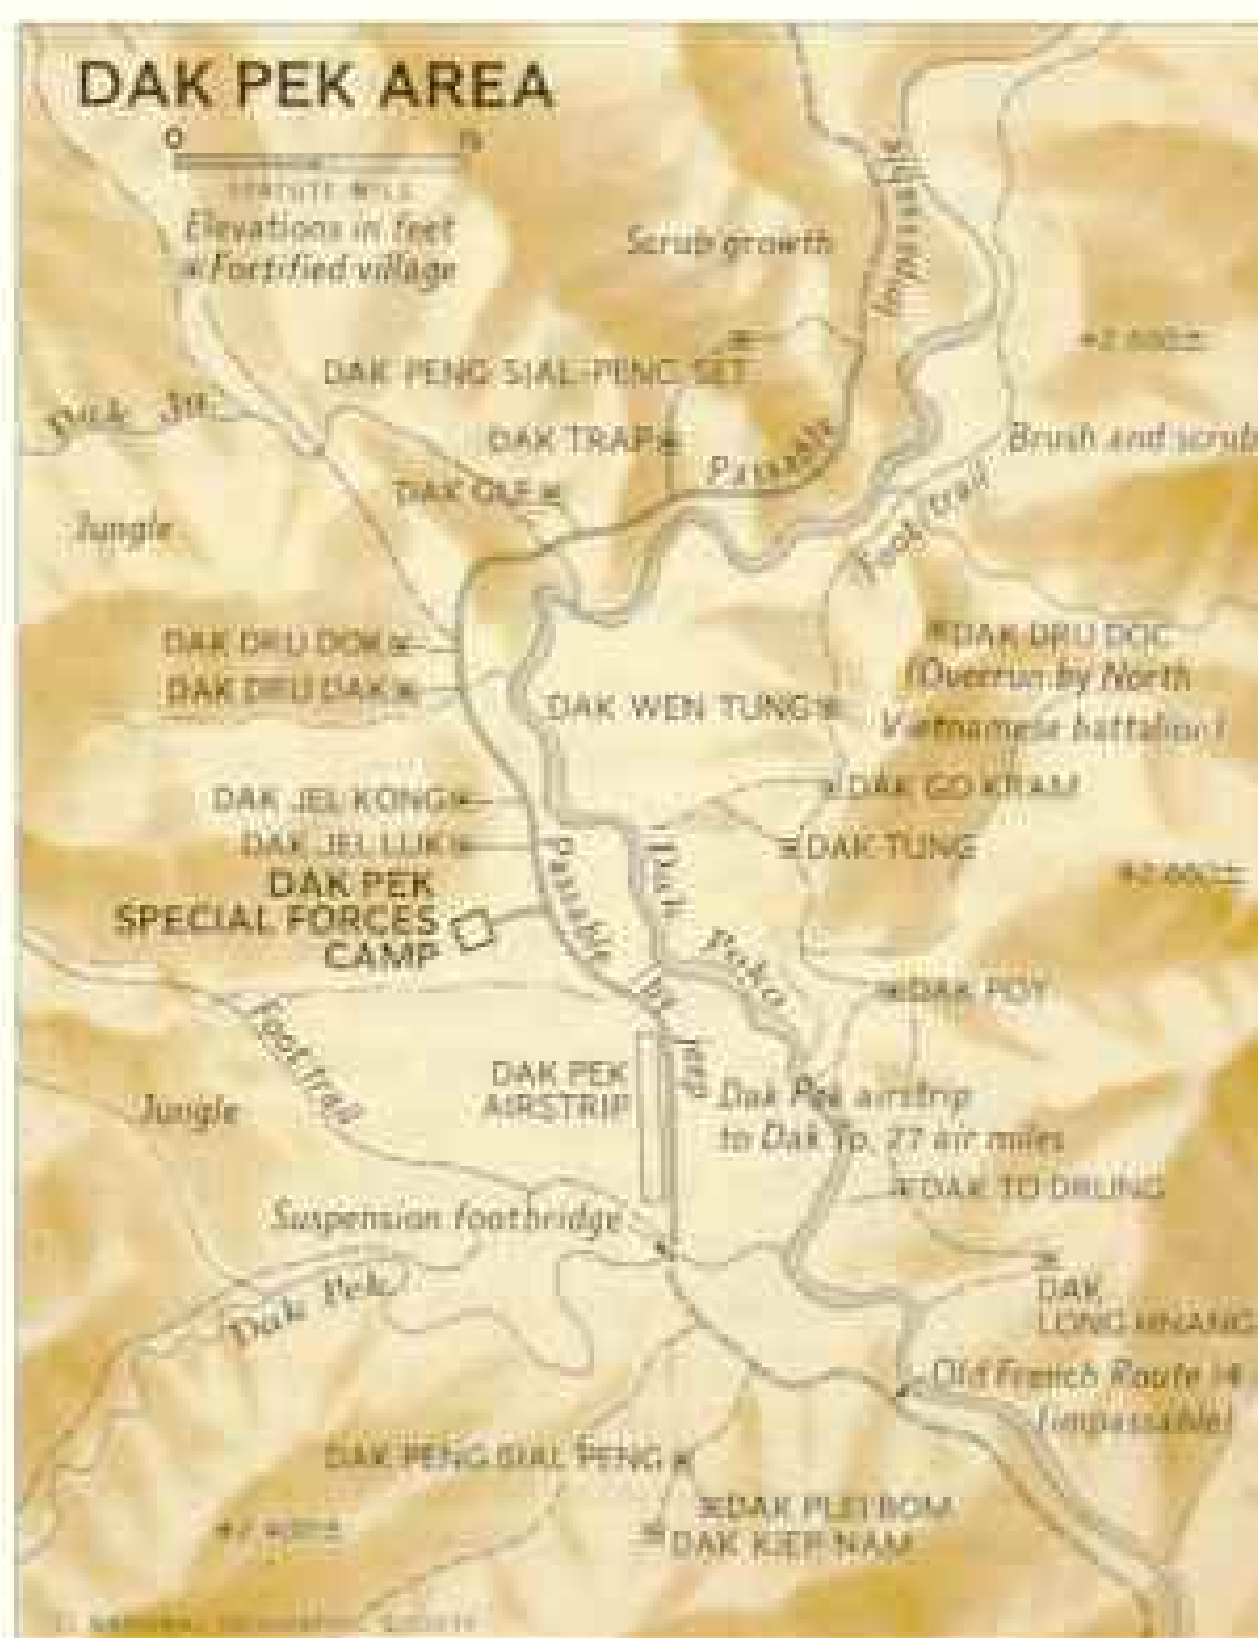 DAK PEK AREA
0
STATUTE MILE
Elevations in feet
Fortified village
Scrub growth
Impassable
DAK PENG SIAL-PENG SET
DAK TRAP
Passable
Brush and scrub
Dak
Jungle
Foot trail
DAK DRU DOK
DAK DRU DAK
DAK WEN TUNG
DAK DRU DOC
(Overrun by North
Vietnamese battalion)
DAK JEL KONG
DAK GO KRAM
DAK JEL LUK
DAK TUNG
DAK PEK
SPECIAL FORCES
CAMP
Passable by jeep
Dak Poko
DAK POY
Foot trail
Jungle
DAK PEK
AIRSTRIP
Dak Pek airstrip
to Dak To, 27 air miles
DAK TO DRUNG
Suspension footbridge
Dak Pek
DAK
LONG HNANG
Old French Route 14
(impassable)
DAK PENG SIAL PENG
DAK PLEI BOM
DAK KJEP NAM